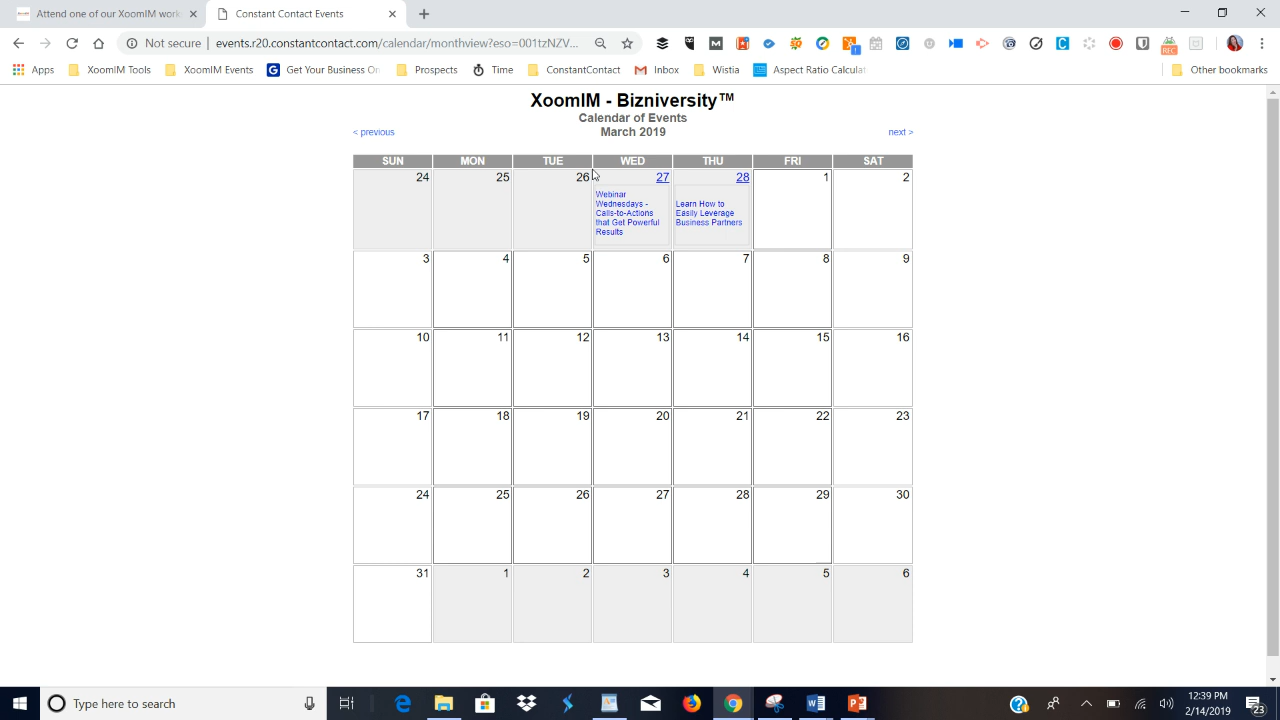 Attend one of our XoomIM work
Constant Contact Events
Not secure | events.20.constantcontact.com/calendar/monthview?eso=001tzNZV...
Apps XoomIM Tools XoomIM Events Get Your Business On Prospects Time ConstantContact Inbox Wistia Aspect Ratio Calculat Other bookmarks
XoomIM - Bizniversity™
Calendar of Events
March 2019
< previous next >
SUN MON TUE WED THU FRI SAT
24 25 26 27 28 1 2
Webinar
Wednesdays -
Calls-to-Actions
that Get Powerful
Results
Learn How to
Easily Leverage
Business Partners
3 4 5 6 7 8 9
10 11 12 13 14 15 16
17 18 19 20 21 22 23
24 25 26 27 28 29 30
31 1 2 3 4 5 6
Type here to search
12:39 PM
2/14/2019
23